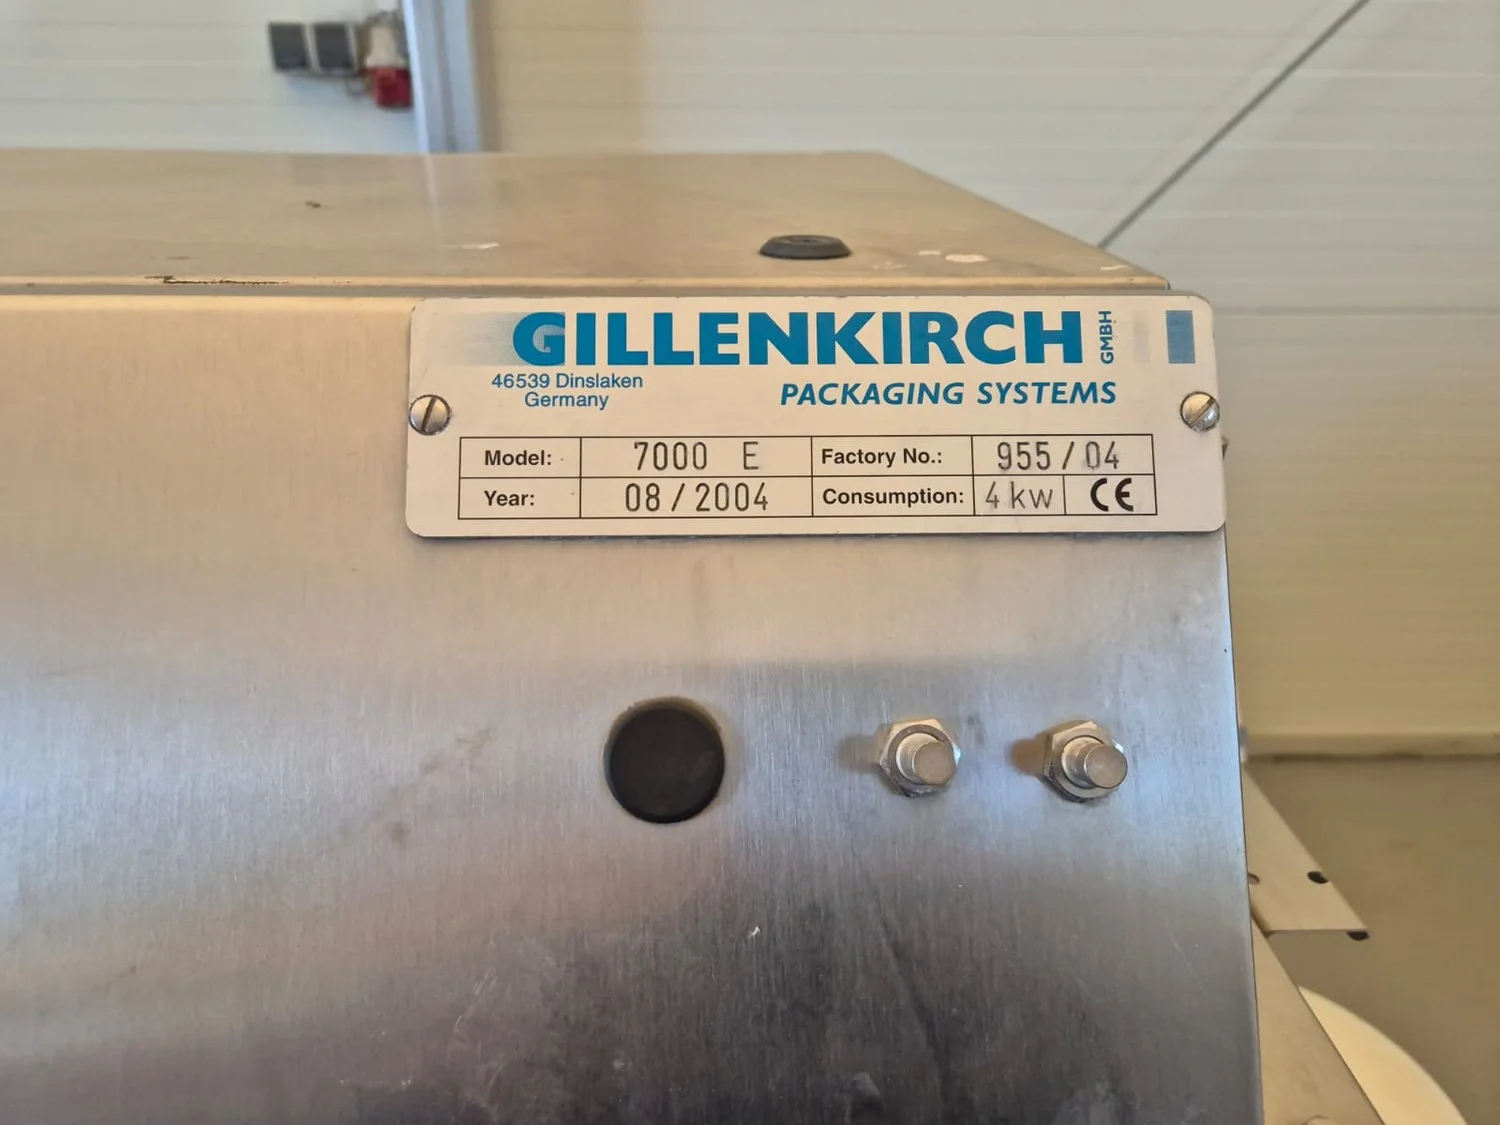 GILLENKIRCH GMBH
46539 Dinslaken
Germany
PACKAGING SYSTEMS
Model: 7000 E Factory No.: 955/04
Year: 08/2004 Consumption: 4 kw CE